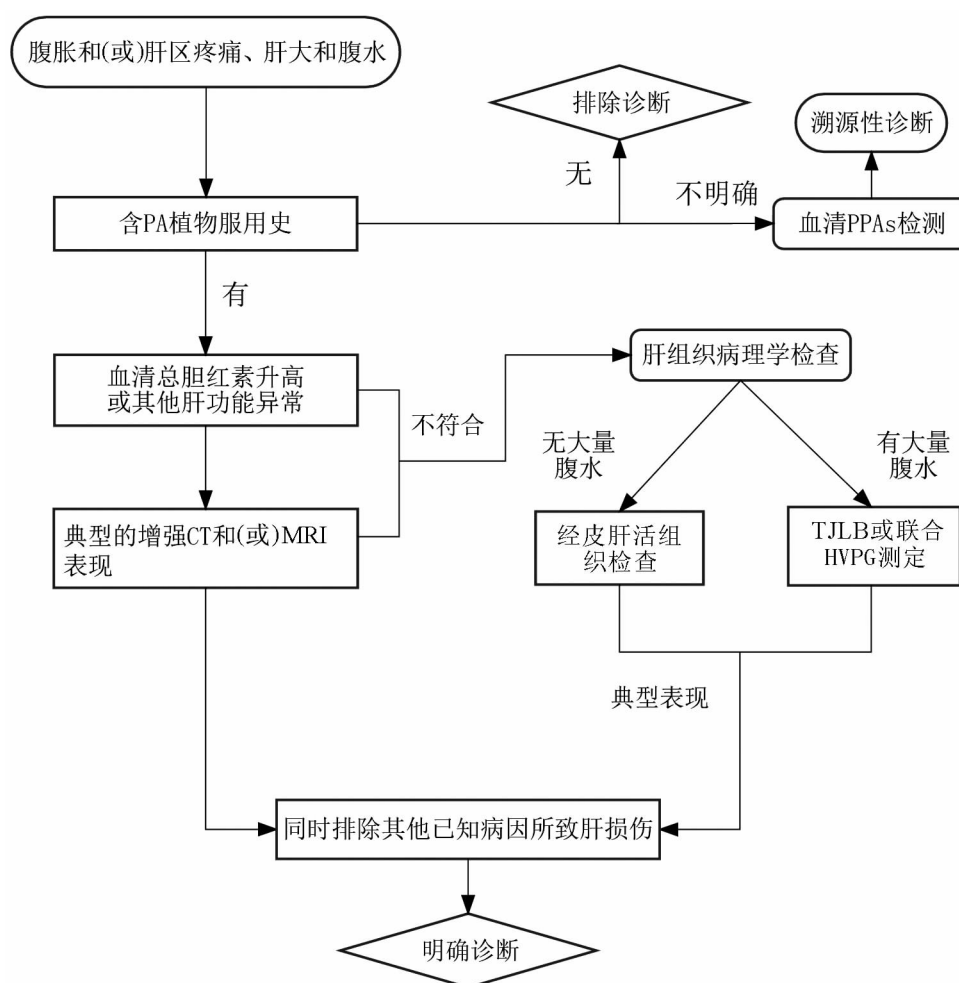 腹胀和(或)肝区疼痛、肝大和腹水
排除诊断
溯源性诊断
无
不明确
含PA植物服用史
血清PPAs检测
有
血清总胆红素升高
或其他肝功能异常
不符合
肝组织病理学检查
无大量
腹水
有大量
腹水
典型的增强CT和(或)MRI
表现
经皮肝活组
织检查
TJLB或联合
HVPG测定
典型表现
同时排除其他已知病因所致肝损伤
明确诊断